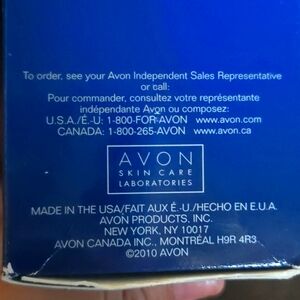 To order, see your Avon Independent Sales Representative
or call:
Pour commander, consultez votre représentante
indépendante Avon ou composez:
U.S.A./É.-U: 1-800-FOR-AVON www.avon.com
CANADA: 1-800-265-AVON www.avon.ca
AVON
SKIN CARE
LABORATORIES
MADE IN THE USA/FAIT AUX É.-U./HECHO EN E.U.A.
AVON PRODUCTS, INC.
NEW YORK, NY 10017
AVON CANADA INC., MONTRÉAL H9R 4R3
©2010 AVON